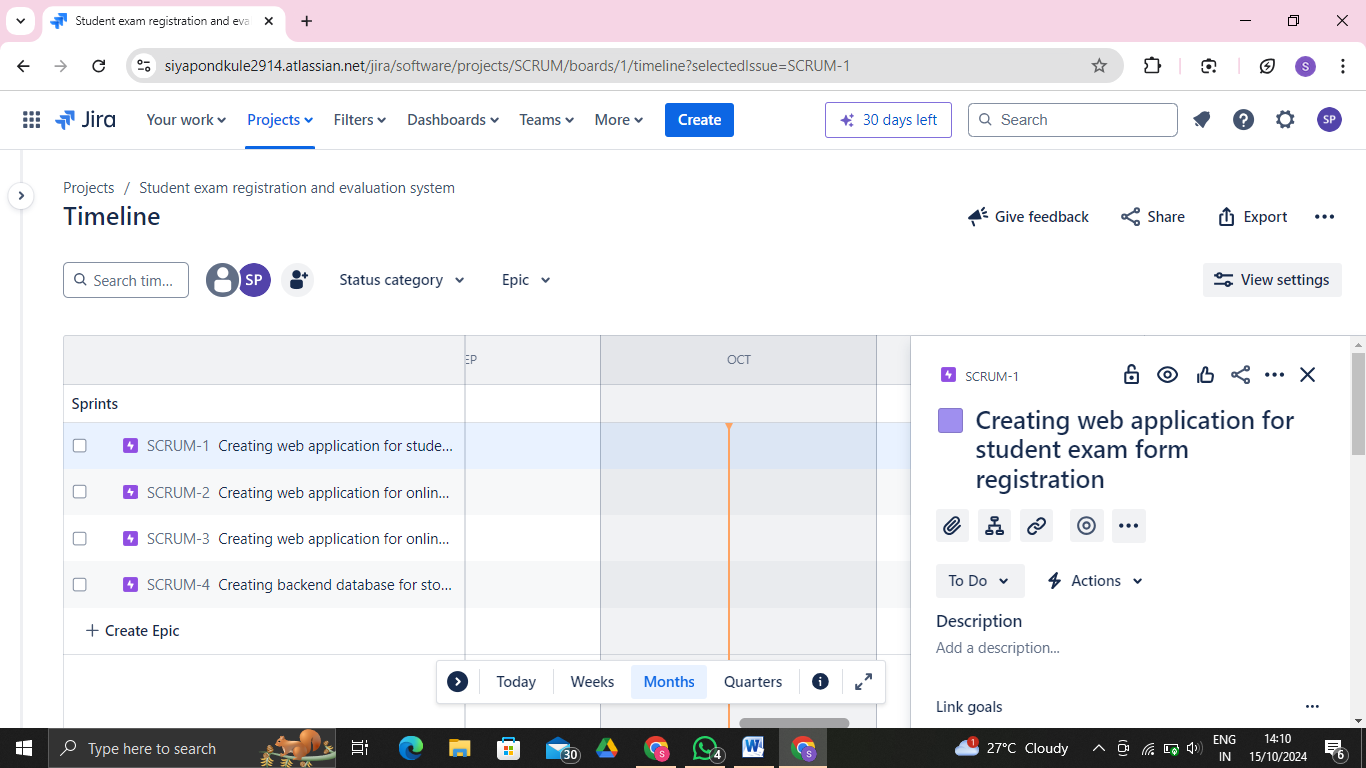 Student exam registration and eva
siyapondkule2914.atlassian.net/jira/software/projects/SCRUM/boards/1/timeline?selectedIssue=SCRUM-1
S
Jira
Your work
Projects
Filters
Dashboards
Teams
More
Create
30 days left
Search
SP
Projects / Student exam registration and evaluation system
Timeline
Give feedback
Share
Export
Search tim...
SP
Status category
Epic
View settings
EP
OCT
Sprints
SCRUM-1 Creating web application for stude...
SCRUM-2 Creating web application for onlin...
SCRUM-3 Creating web application for onlin...
SCRUM-4 Creating backend database for sto...
+ Create Epic
Today
Weeks
Months
Quarters
SCRUM-1
Creating web application for
student exam form
registration
To Do
Actions
Description
Add a description...
Link goals
Type here to search
30
S
4
W
S
1
27°C Cloudy
ENG
IN
14:10
15/10/2024
6